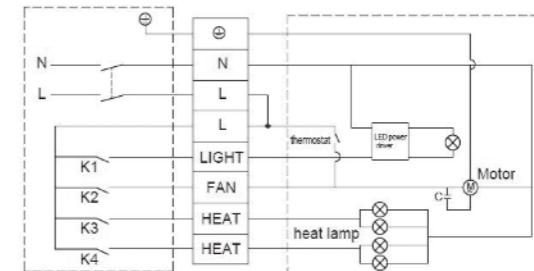 N
N
L
L
L
thermostat
LED power
driver
K1
LIGHT
K2
FAN
Motor
M
C
K3
HEAT
heat lamp
K4
HEAT